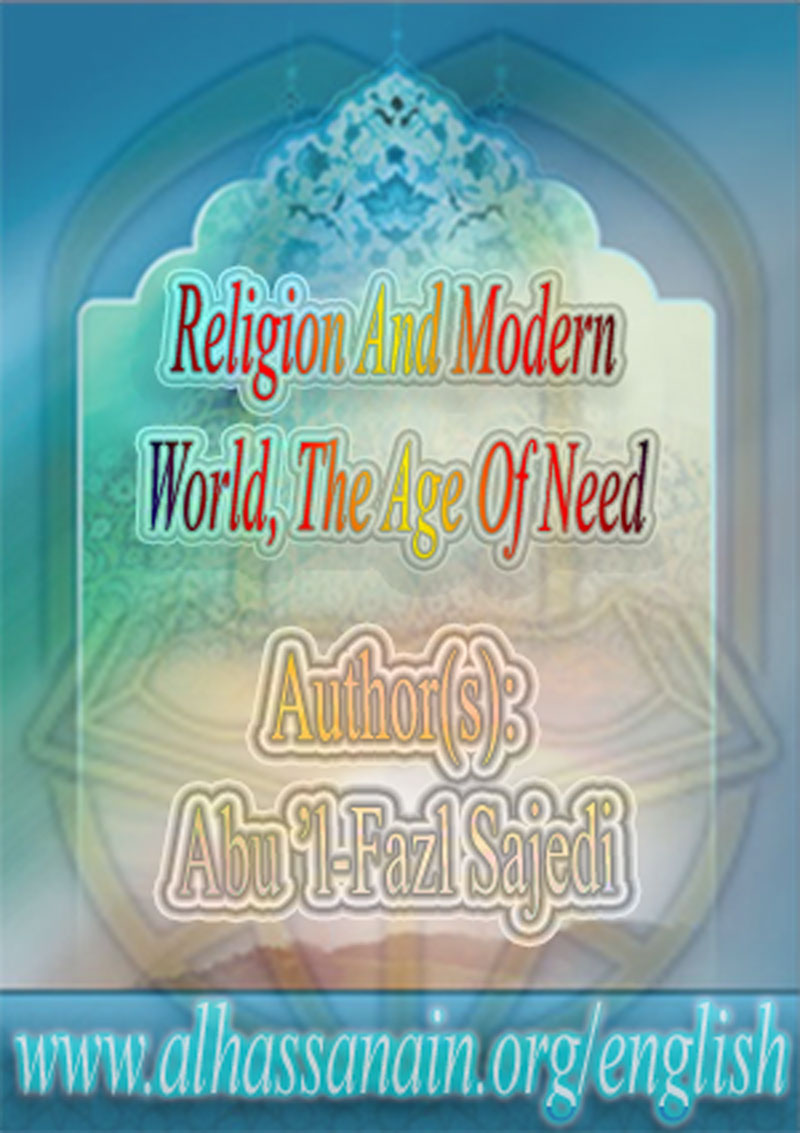 Religion And Modern
World, The Age Of Need
Author(s):
Abu 'l-Fazl Sajedi
www.alhassanain.org/english